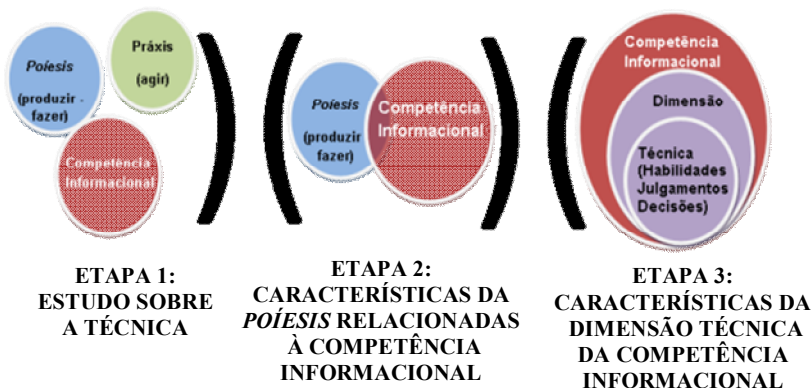 Poíesis
(produzir -
fazer)
Práxis
(agir)
Competência
Informacional
ETAPA 1:
ESTUDO SOBRE
A TÉCNICA
Poíesis
(produzir
fazer)
Competência
Informacional
ETAPA 2:
CARACTERÍSTICAS DA
POÍESIS RELACIONADAS
À COMPETÊNCIA
INFORMACIONAL
Competência
Informacional
Dimensão
Técnica
(Habilidades
Julgamentos
Decisões)
ETAPA 3:
CARACTERÍSTICAS DA
DIMENSÃO TÉCNICA
DA COMPETÊNCIA
INFORMACIONAL